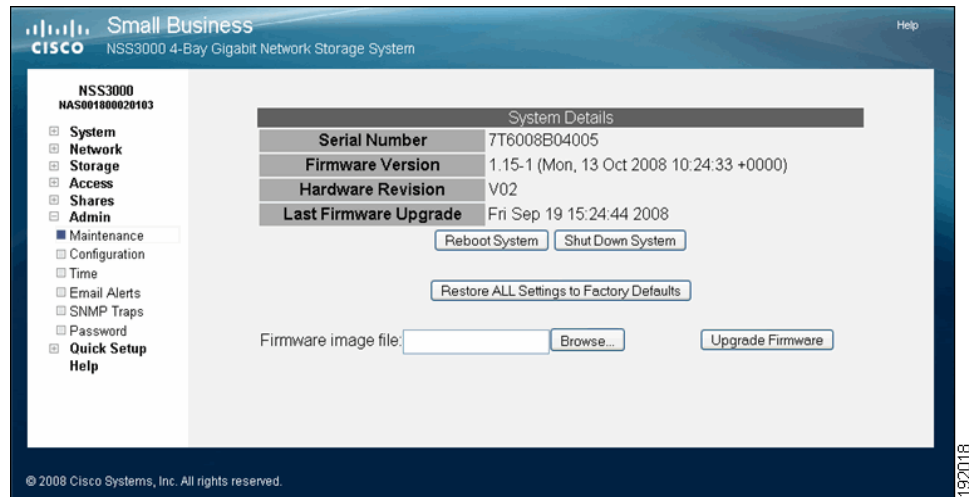 Small Business
CISCO NSS3000 4-Bay Gigabit Network Storage System
Help
NSS3000
NAS001800020103
System
Network
Storage
Access
Shares
Admin
Maintenance
Configuration
Time
Email Alerts
SNMP Traps
Password
Quick Setup
Help
System Details
Serial Number 7T6008B04005
Firmware Version 1.15-1 (Mon, 13 Oct 2008 10:24:33 +0000)
Hardware Revision V02
Last Firmware Upgrade Fri Sep 19 15:24:44 2008
Reboot System Shut Down System
Restore ALL Settings to Factory Defaults
Firmware image file: Browse... Upgrade Firmware
© 2008 Cisco Systems, Inc. All rights reserved.
192018